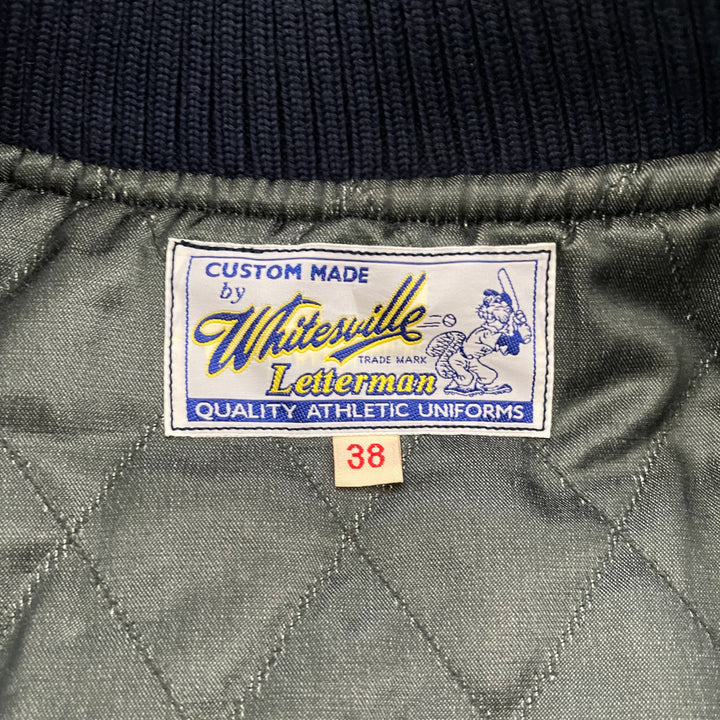 CUSTOM MADE
by
Whitesville
TRADE MARK
Letterman
QUALITY ATHLETIC UNIFORMS
38